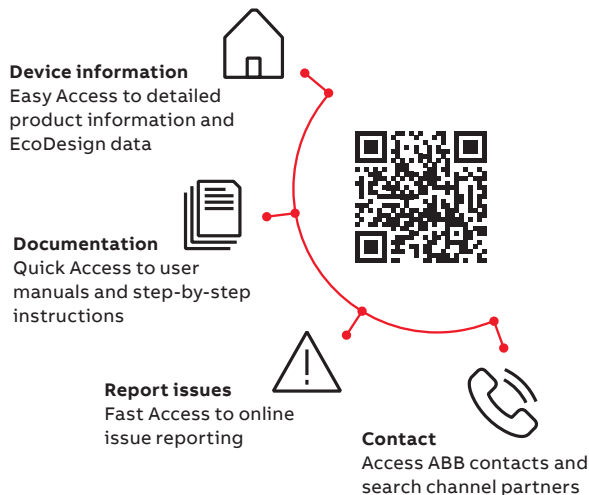 Device information
Easy Access to detailed
product information and
EcoDesign data
Documentation
Quick Access to user
manuals and step-by-step
instructions
Report issues
Fast Access to online
issue reporting
Contact
Access ABB contacts and
search channel partners